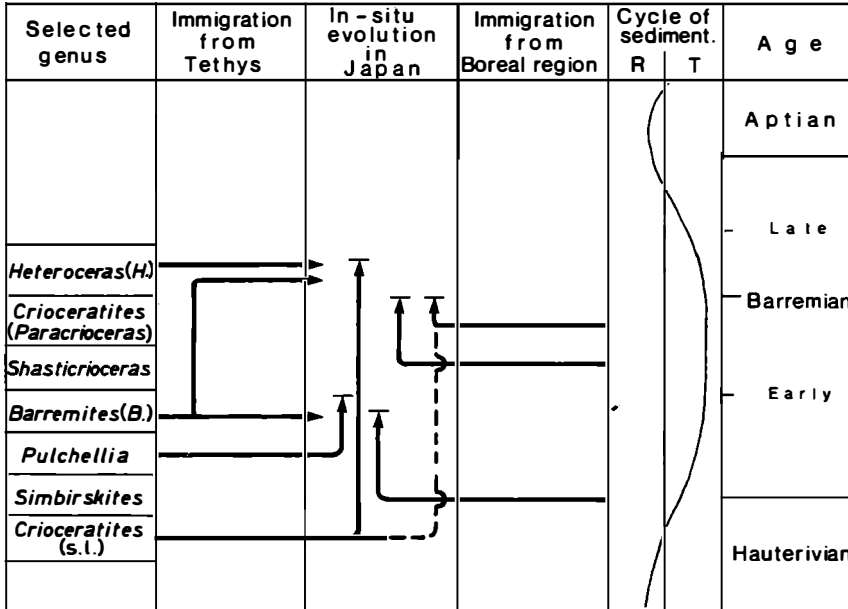 Selected
genus
Immigration
from
Tethys
In-situ
evolution
in
Japan
Immigration
from
Boreal region
Cycle of
sediment.
R T
Age
Aptian
Late
Heteroceras(H.)
Crioceratites
(Paracrioceras)
Barremian
Shasticrioceras
Early
Barremites(B.)
Pulchellia
Simbirskites
Crioceratites
(s.l.)
Hauterivian